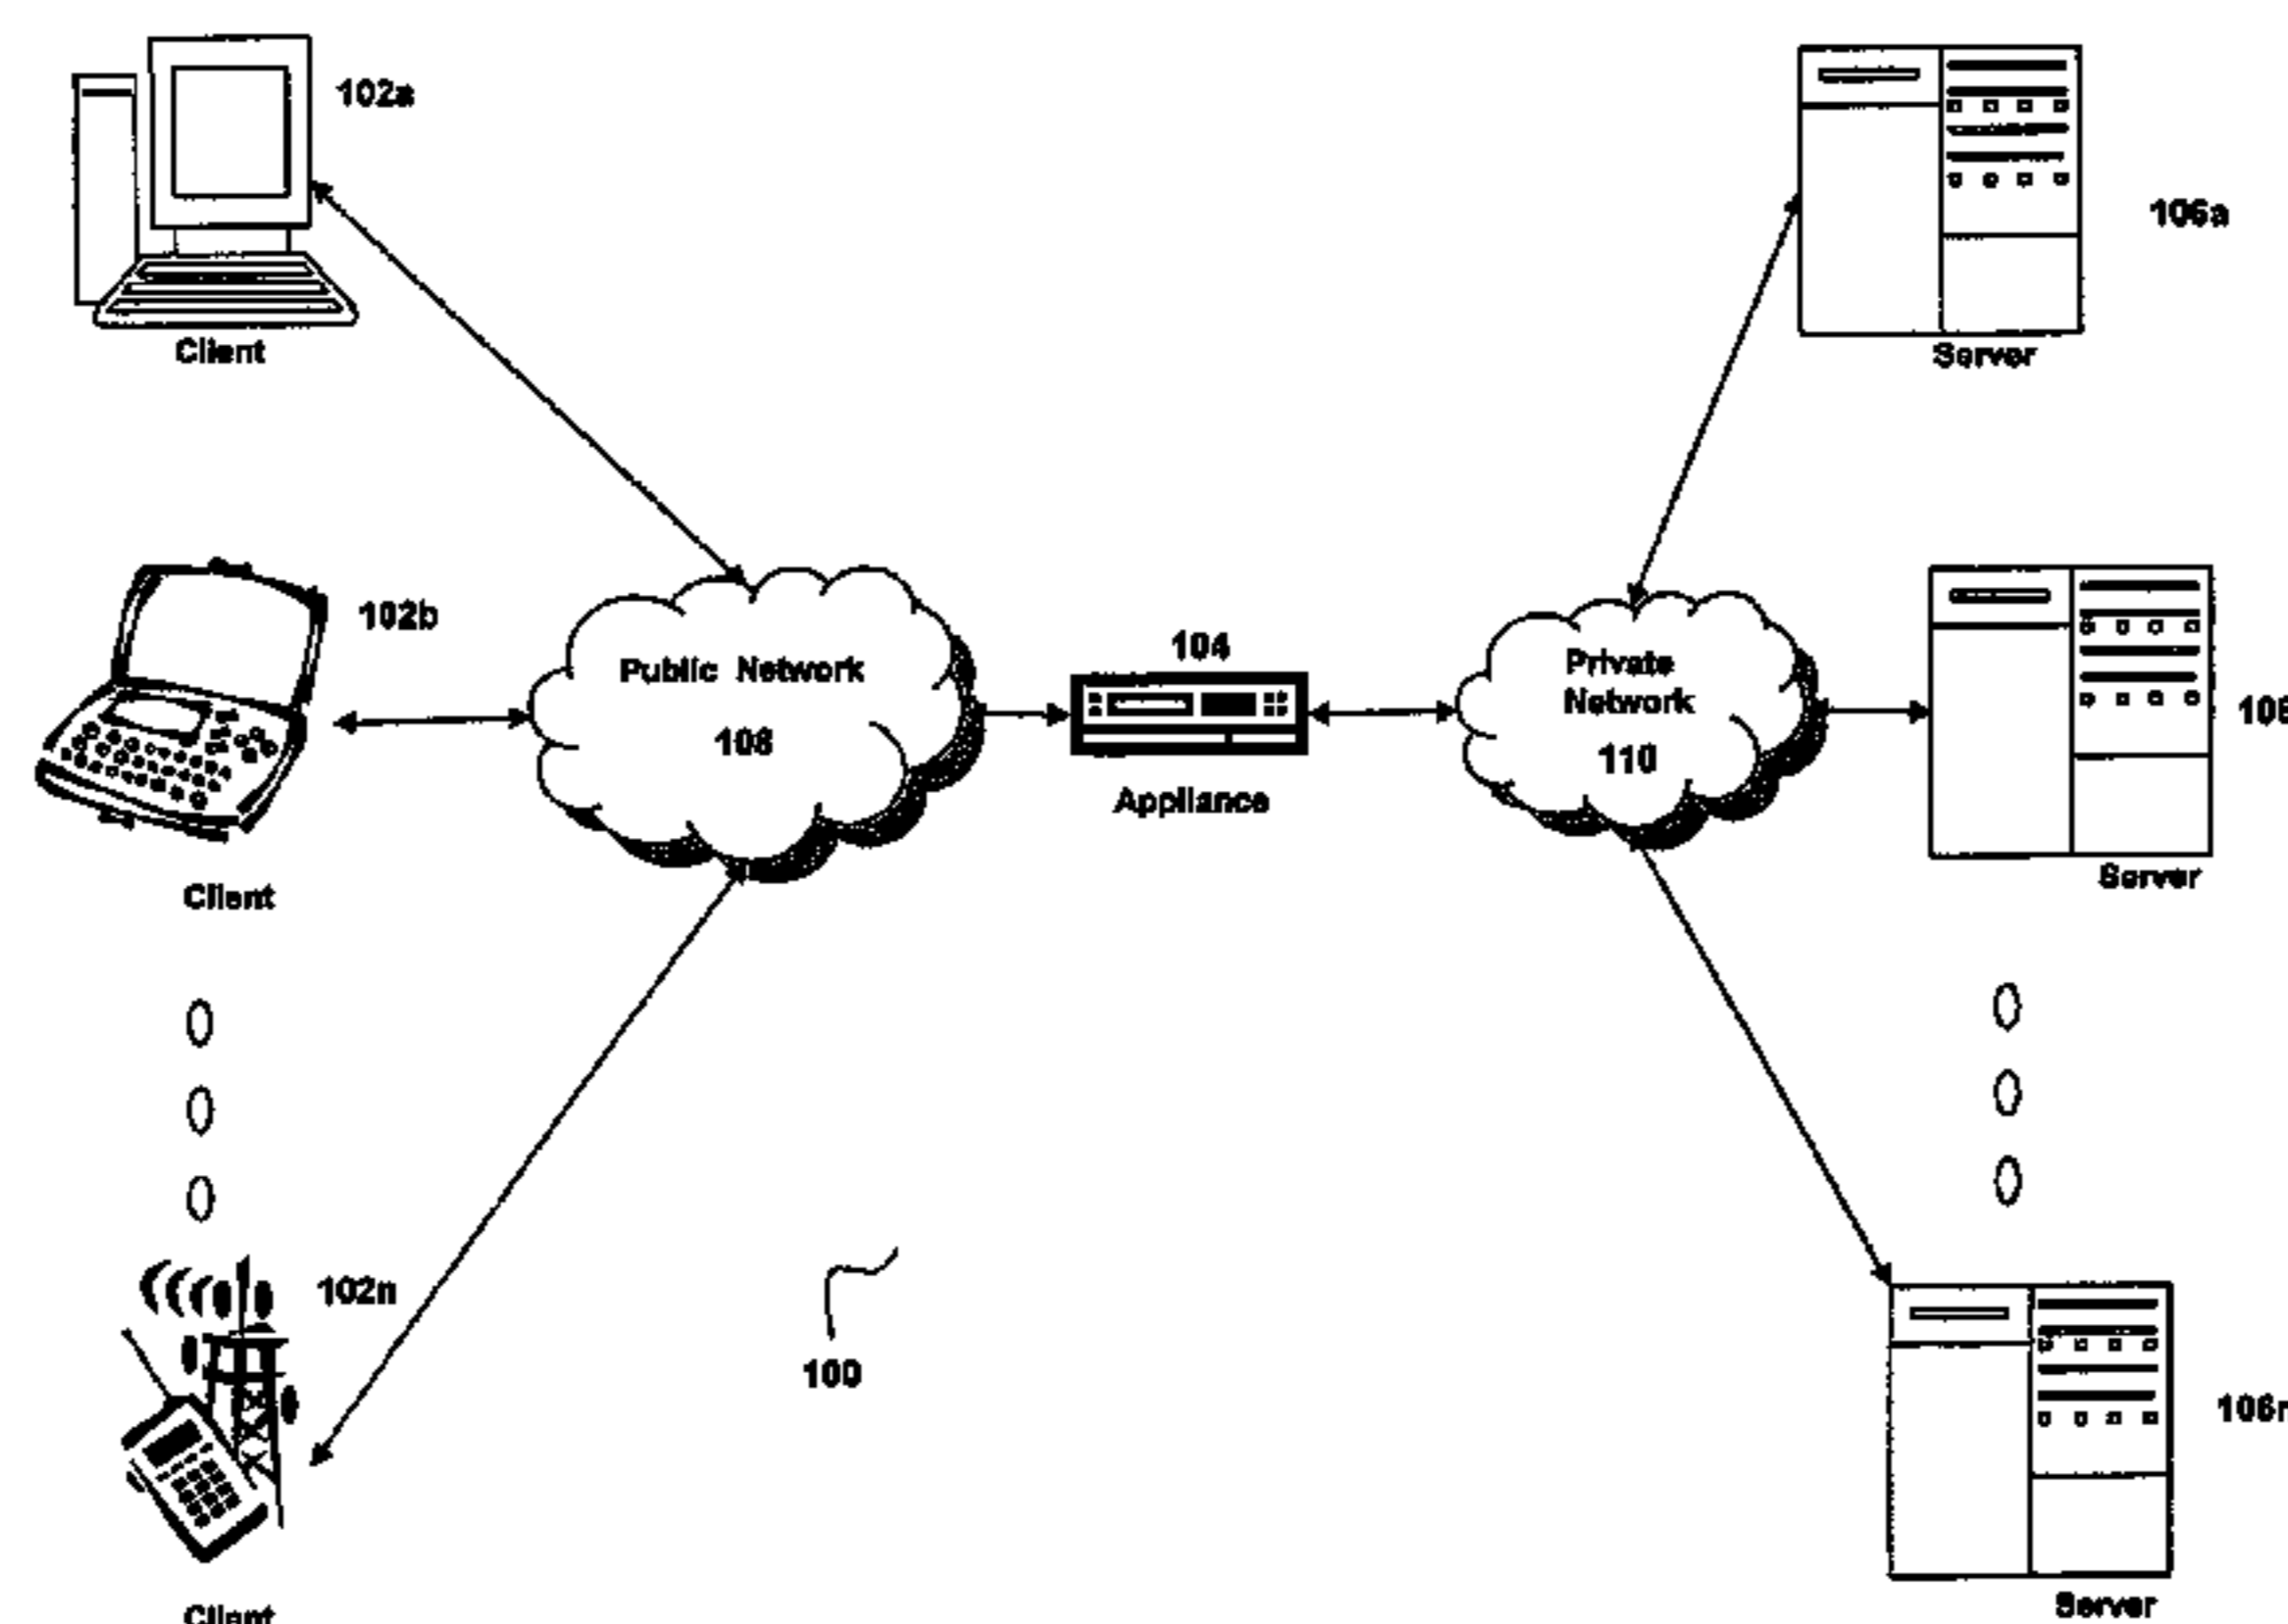 102a
Client
106a
Server
102b
Client
Public Network
108
104
Appliance
Private
Network
110
Server
102n
Client
100
Server